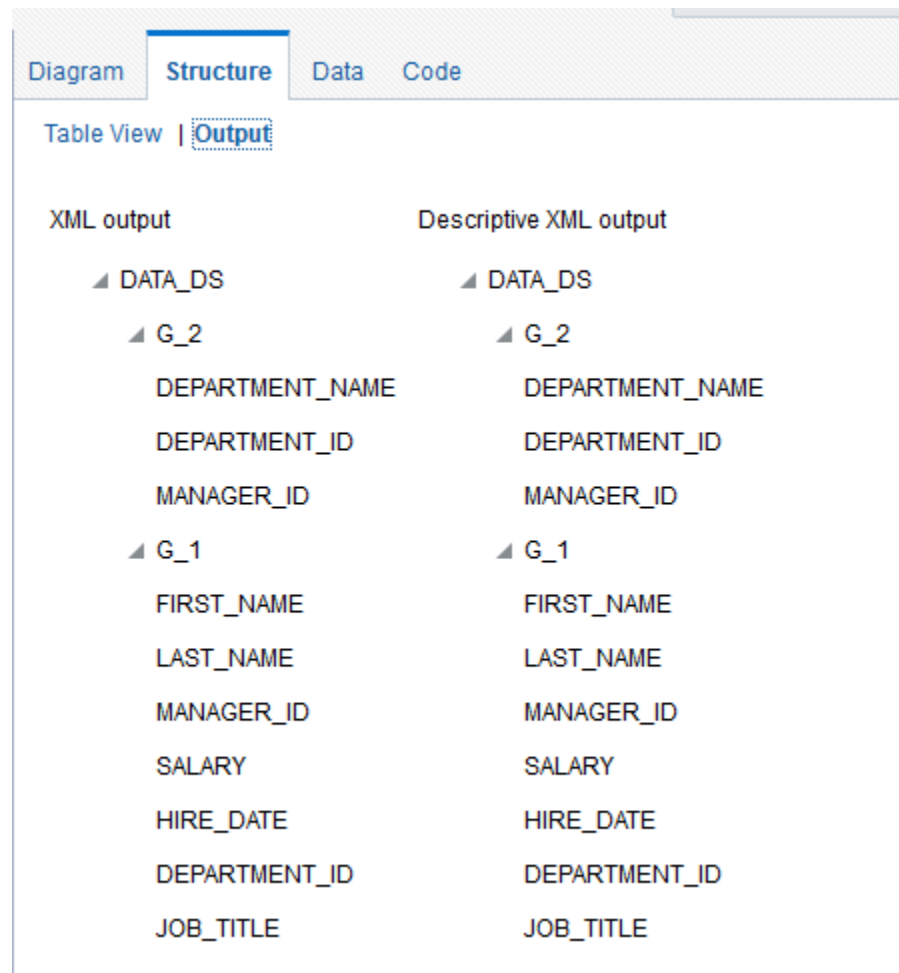 Diagram Structure Data Code
Table View | Output
XML output Descriptive XML output
DATA_DS DATA_DS
G_2 G_2
DEPARTMENT_NAME DEPARTMENT_NAME
DEPARTMENT_ID DEPARTMENT_ID
MANAGER_ID MANAGER_ID
G_1 G_1
FIRST_NAME FIRST_NAME
LAST_NAME LAST_NAME
MANAGER_ID MANAGER_ID
SALARY SALARY
HIRE_DATE HIRE_DATE
DEPARTMENT_ID DEPARTMENT_ID
JOB_TITLE JOB_TITLE